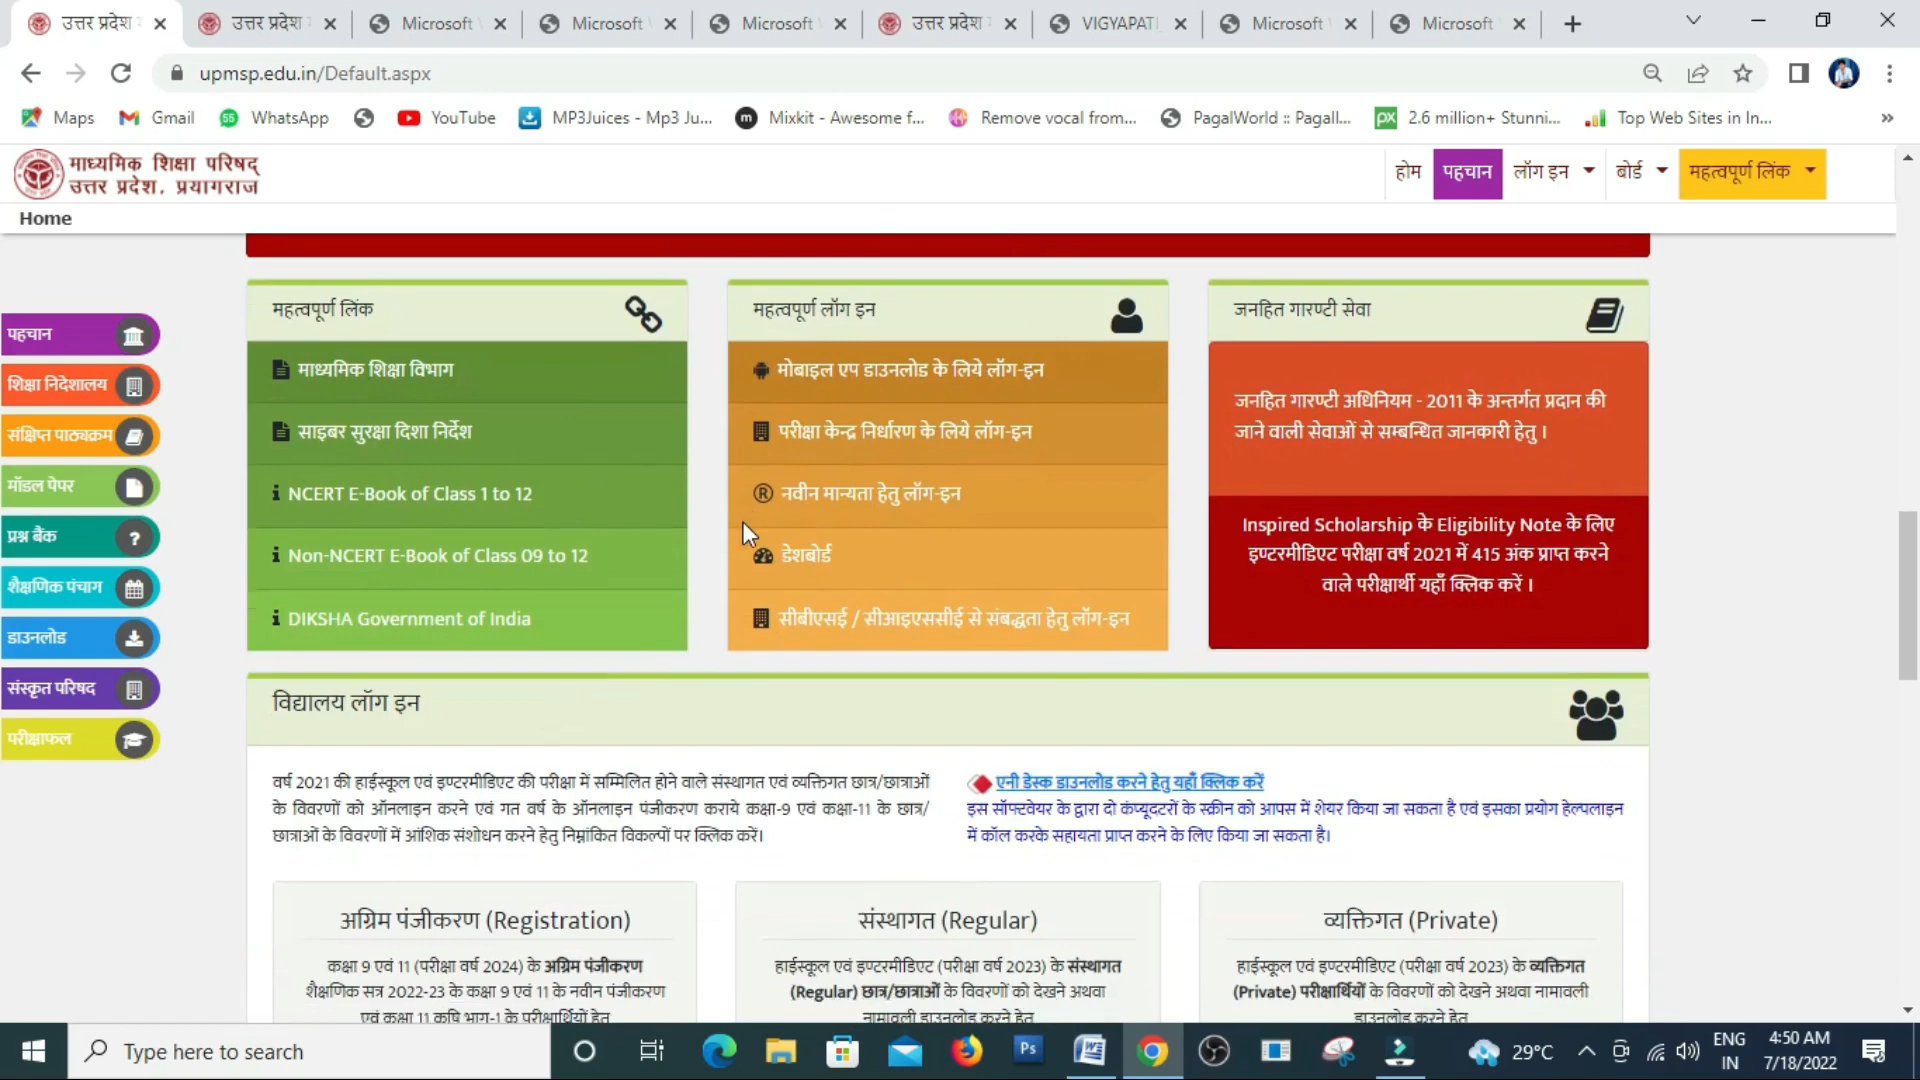 उत्तर प्रदेश
उत्तर प्रदेश
Microsoft
Microsoft
Microsoft
उत्तर प्रदेश
VIGYAPATI
Microsoft
Microsoft
upmsp.edu.in/Default.aspx
Maps
Gmail
55
WhatsApp
YouTube
MP3Juices - Mp3 Ju...
m
Mixkit - Awesome f...
Remove vocal from...
PagalWorld :: Pagall...
px
2.6 million+ Stunni...
Top Web Sites in In...
»
माध्यमिक शिक्षा परिषद्
उत्तर प्रदेश, प्रयागराज
होम
पहचान
लॉग इन
बोर्ड
महत्वपूर्ण लिंक
Home
पहचान
शिक्षा निदेशालय
संक्षिप्त पाठ्यक्रम
मॉडल पेपर
प्रश्न बैंक
?
शैक्षणिक पंचाग
डाउनलोड
संस्कृत परिषद
परीक्षाफल
महत्वपूर्ण लिंक
माध्यमिक शिक्षा विभाग
साइबर सुरक्षा दिशा निर्देश
NCERT E-Book of Class 1 to 12
Non-NCERT E-Book of Class 09 to 12
DIKSHA Government of India
महत्वपूर्ण लॉग इन
मोबाइल एप डाउनलोड के लिये लॉग-इन
परीक्षा केन्द्र निर्धारण के लिये लॉग-इन
® नवीन मान्यता हेतु लॉग-इन
डेशबोर्ड
सीबीएसई / सीआइएससीई से संबद्धता हेतु लॉग-इन
जनहित गारण्टी सेवा
जनहित गारण्टी अधिनियम - 2011 के अन्तर्गत प्रदान की
जाने वाली सेवाओं से सम्बन्धित जानकारी हेतु ।
Inspired Scholarship के Eligibility Note के लिए
इण्टरमीडिएट परीक्षा वर्ष 2021 में 415 अंक प्राप्त करने
वाले परीक्षार्थी यहाँ क्लिक करें ।
विद्यालय लॉग इन
वर्ष 2021 की हाईस्कूल एवं इण्टरमीडिएट की परीक्षा में सम्मिलित होने वाले संस्थागत एवं व्यक्तिगत छात्र/छात्राओं
के विवरणों को ऑनलाइन करने एवं गत वर्ष के ऑनलाइन पंजीकरण कराये कक्षा-9 एवं कक्षा-11 के छात्र/
छात्राओं के विवरणों में आंशिक संशोधन करने हेतु निम्नांकित विकल्पों पर क्लिक करें।
एनी डेस्क डाउनलोड करने हेतु यहाँ क्लिक करें
इस सॉफ्टवेयर के द्वारा दो कंप्यूदटरों के स्क्रीन को आपस में शेयर किया जा सकता है एवं इसका प्रयोग हेल्पलाइन
में कॉल करके सहायता प्राप्त करने के लिए किया जा सकता है।
अग्रिम पंजीकरण (Registration)
कक्षा 9 एवं 11 (परीक्षा वर्ष 2024) के अग्रिम पंजीकरण
शैक्षणिक सत्र 2022-23 के कक्षा 9 एवं 11 के नवीन पंजीकरण
एवं कक्षा 11 कृषि भाग-1 के परीक्षार्थियों हेतु
संस्थागत (Regular)
हाईस्कूल एवं इण्टरमीडिएट (परीक्षा वर्ष 2023) के संस्थागत
(Regular) छात्र/छात्राओं के विवरणों को देखने अथवा
नामावली डाउनलोड करने हेतु
व्यक्तिगत (Private)
हाईस्कूल एवं इण्टरमीडिएट (परीक्षा वर्ष 2023) के व्यक्तिगत
(Private) परीक्षार्थियों के विवरणों को देखने अथवा नामावली
डाउनलोड करने हेतु
Type here to search
Ps
29°C
ENG
IN
4:50 AM
7/18/2022